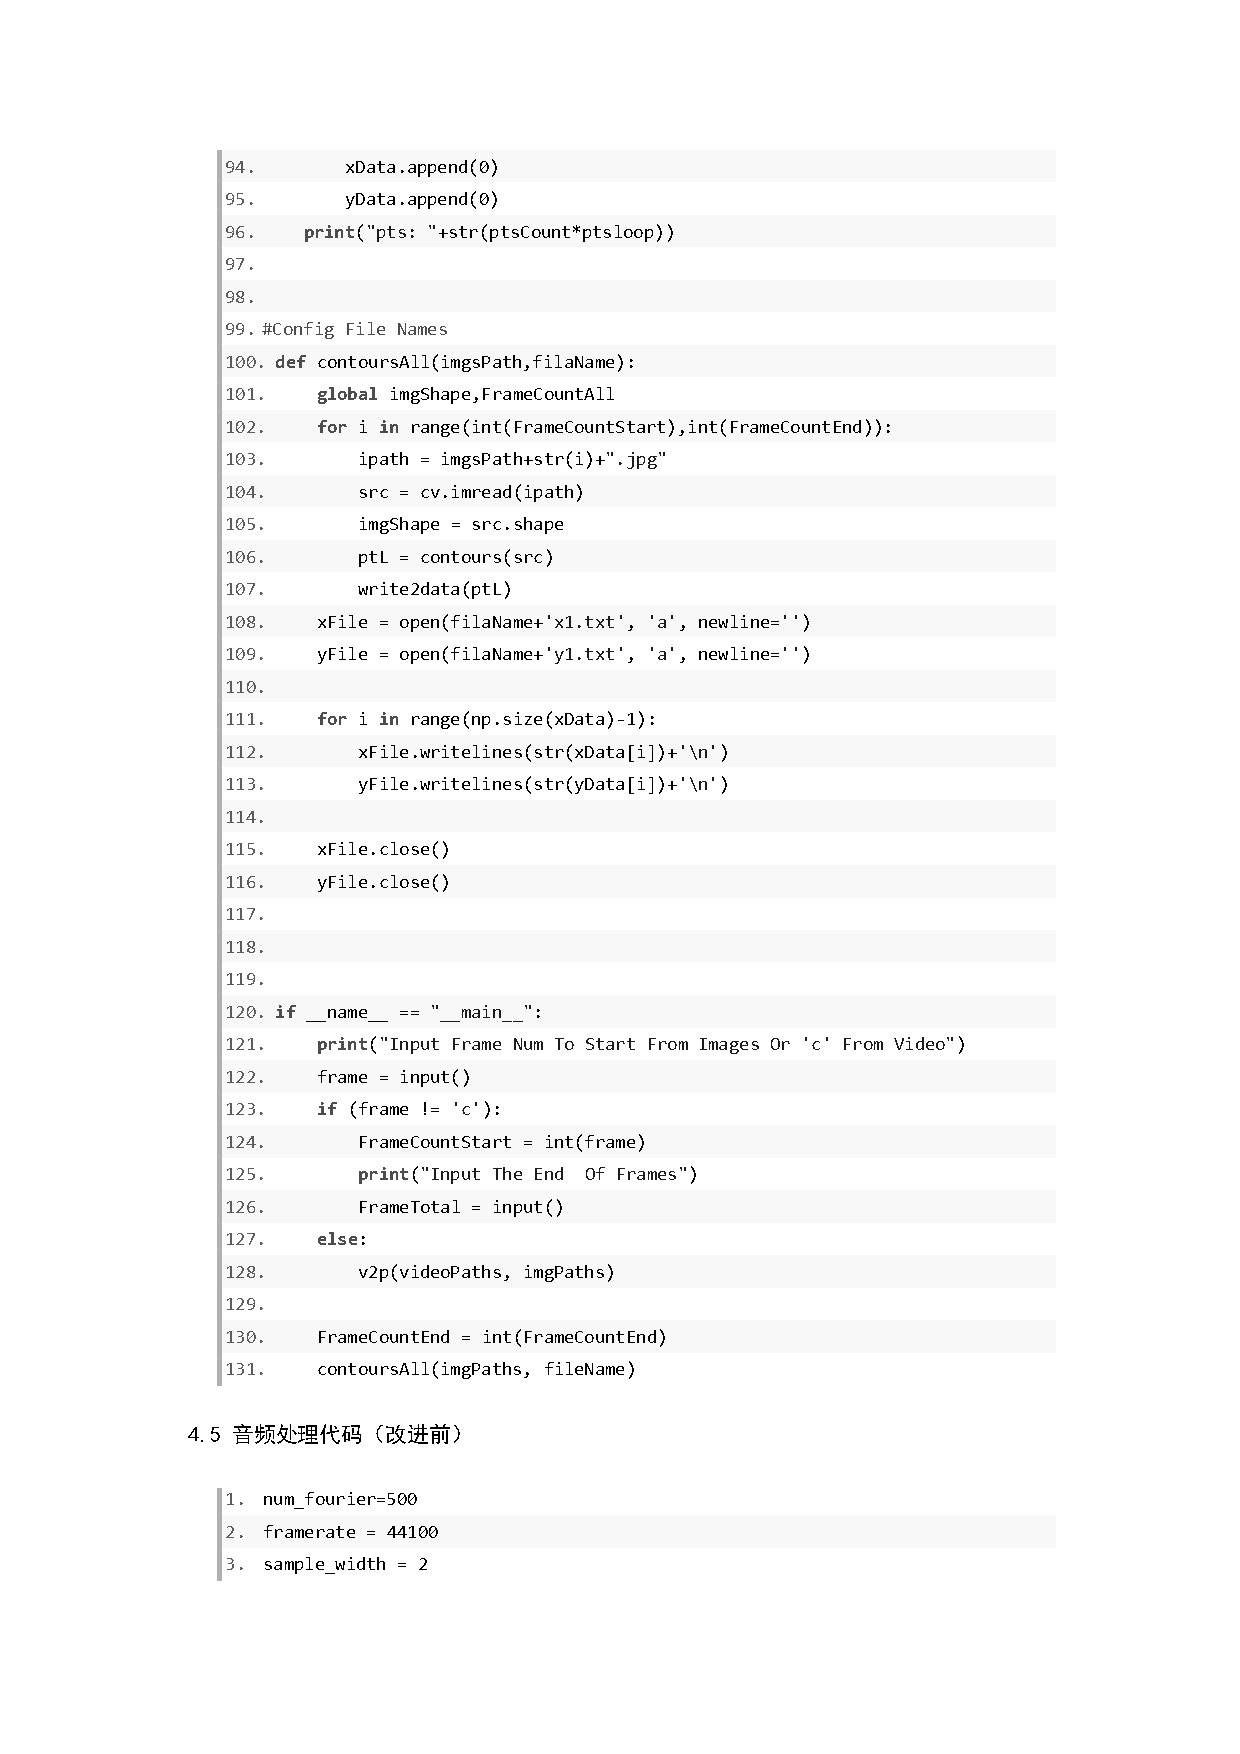 94.         xData.append(0)
95.         yData.append(0)
96.     print("pts: "+str(ptsCount*ptsloop))
97.
98.
99. #Config File Names
100. def contoursAll(imgsPath,filaName):
101.     global imgShape,FrameCountAll
102.     for i in range(int(FrameCountStart),int(FrameCountEnd)):
103.         ipath = imgsPath+str(i)+".jpg"
104.         src = cv.imread(ipath)
105.         imgShape = src.shape
106.         ptL = contours(src)
107.         write2data(ptL)
108.     xFile = open(filaName+'x1.txt', 'a', newline='')
109.     yFile = open(filaName+'y1.txt', 'a', newline='')
110.
111.     for i in range(np.size(xData)-1):
112.         xFile.writelines(str(xData[i])+'\n')
113.         yFile.writelines(str(yData[i])+'\n')
114.
115.     xFile.close()
116.     yFile.close()
117.
118.
119.
120. if __name__ == "__main__":
121.     print("Input Frame Num To Start From Images Or 'c' From Video")
122.     frame = input()
123.     if (frame != 'c'):
124.         FrameCountStart = int(frame)
125.         print("Input The End  Of Frames")
126.         FrameTotal = input()
127.     else:
128.         v2p(videoPaths, imgPaths)
129.
130.     FrameCountEnd = int(FrameCountEnd)
131.     contoursAll(imgPaths, fileName)
4.5 音频处理代码（改进前）
1. num_fourier=500
2. framerate = 44100
3. sample_width = 2